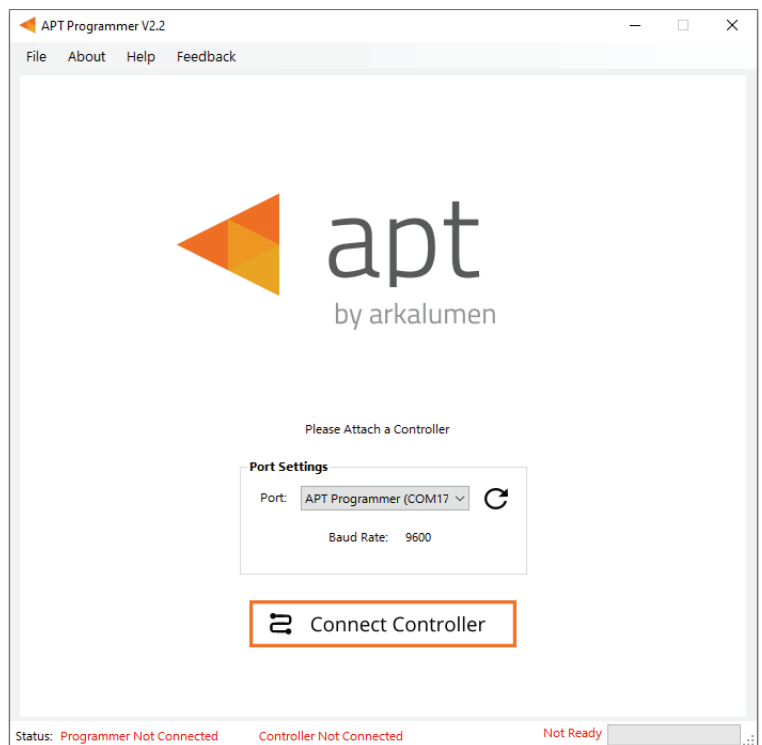 APT Programmer V2.2
File About Help Feedback
apt
by arkalumen
Please Attach a Controller
Port Settings
Port: APT Programmer (COM17
Baud Rate: 9600
Connect Controller
Status: Programmer Not Connected Controller Not Connected Not Ready